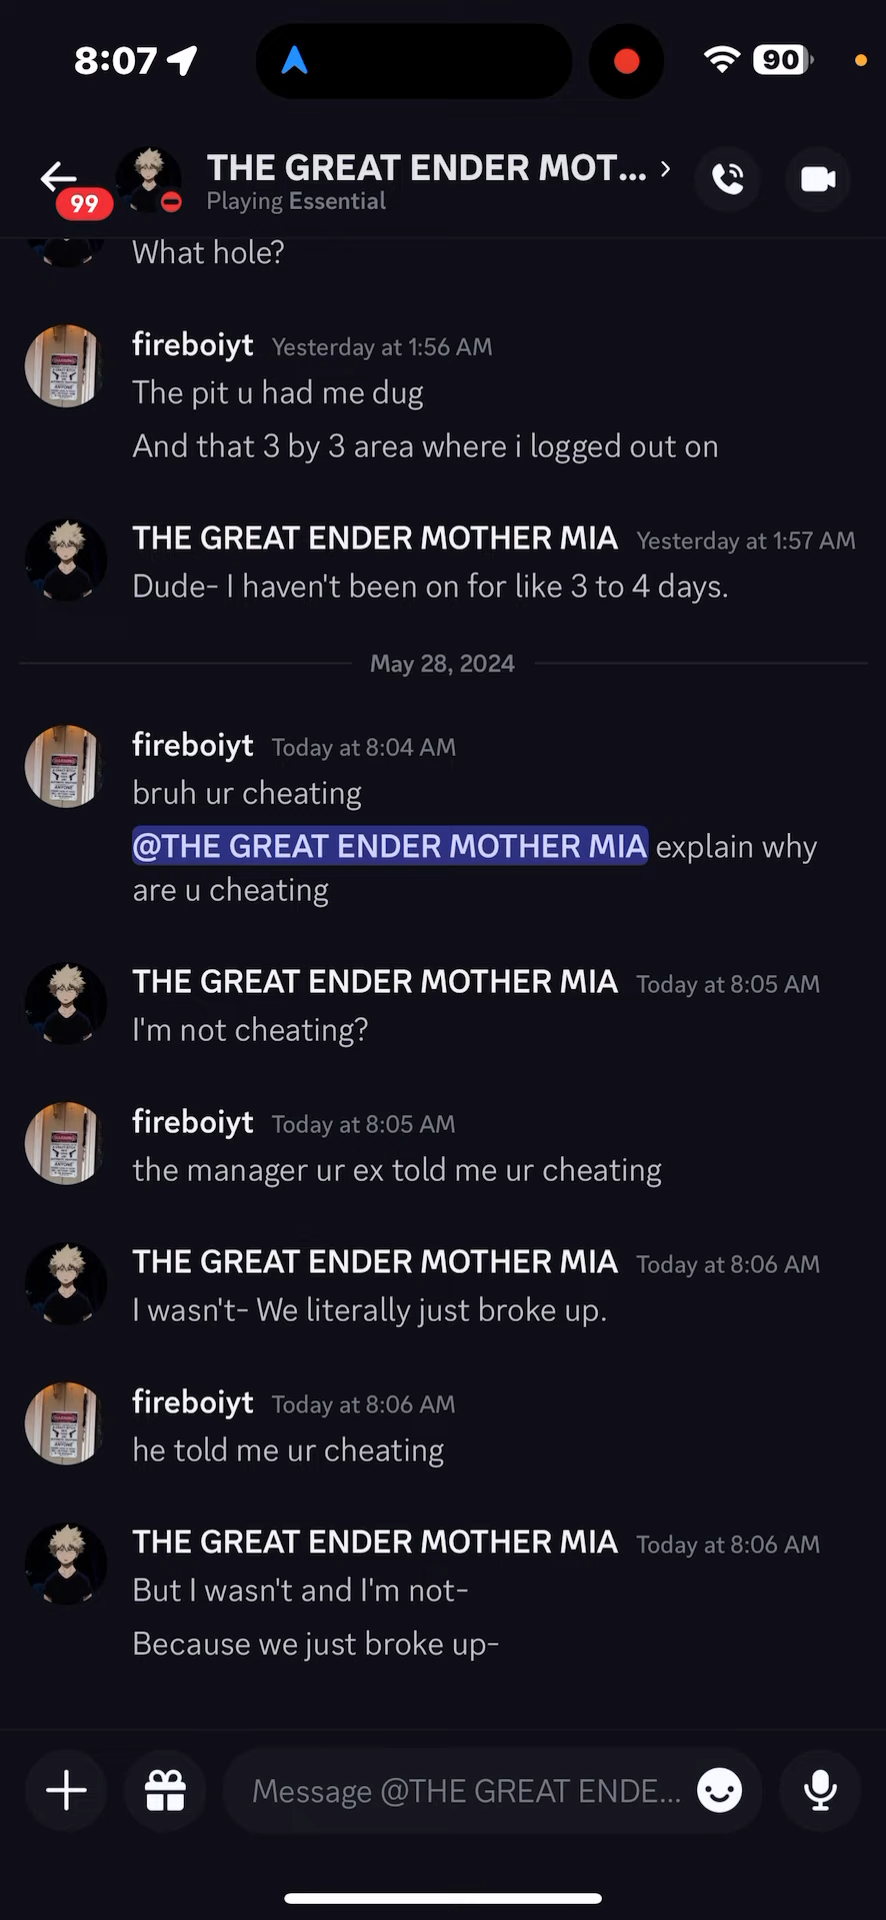 8:07
90
THE GREAT ENDER MOT...
99
Playing Essential
What hole?
fireboiyt Yesterday at 1:56 AM
The pit u had me dug
And that 3 by 3 area where i logged out on
THE GREAT ENDER MOTHER MIA Yesterday at 1:57 AM
Dude- I haven't been on for like 3 to 4 days.
May 28, 2024
fireboiyt Today at 8:04 AM
bruh ur cheating
@THE GREAT ENDER MOTHER MIA explain why
are u cheating
THE GREAT ENDER MOTHER MIA Today at 8:05 AM
I'm not cheating?
fireboiyt Today at 8:05 AM
the manager ur ex told me ur cheating
THE GREAT ENDER MOTHER MIA Today at 8:06 AM
I wasn't- We literally just broke up.
fireboiyt Today at 8:06 AM
he told me ur cheating
THE GREAT ENDER MOTHER MIA Today at 8:06 AM
But I wasn't and I'm not-
Because we just broke up-
Message @THE GREAT ENDE...